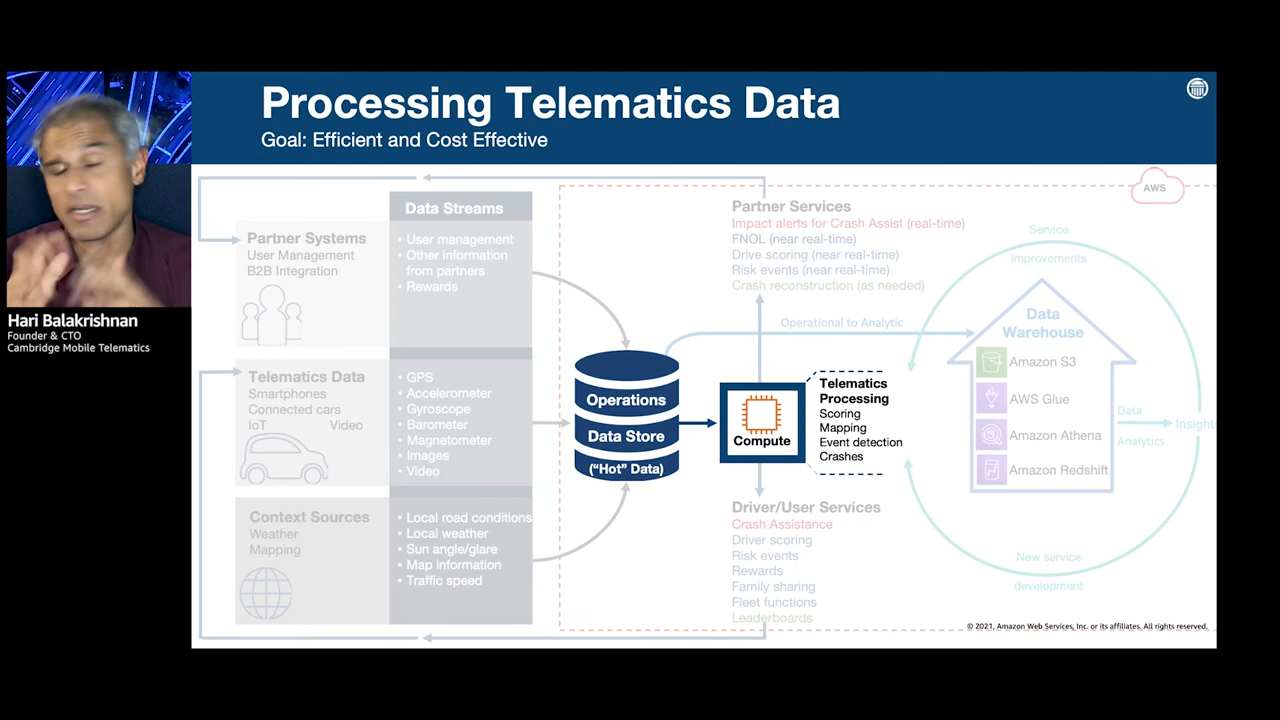 Processing Telematics Data
Goal: Efficient and Cost Effective
Hari Balakrishnan
Founder & CTO
Cambridge Mobile Telematics
Partner Systems
User Management
B2B Integration
Telematics Data
Smartphones
Connected cars
IoT Video
Context Sources
Weather
Mapping
Data Streams
• User management
• Other information
from partners
• Rewards
• GPS
• Accelerometer
• Gyroscope
• Barometer
• Magnetometer
• Images
• Video
• Local road conditions
• Local weather
• Sun angle/glare
• Map information
• Traffic speed
Operations
Data Store
("Hot" Data)
Compute
Telematics
Processing
Scoring
Mapping
Event detection
Crashes
Partner Services
Impact alerts for Crash Assist (real-time)
FNOL (near real-time)
Drive scoring (near real-time)
Risk events (near real-time)
Crash reconstruction (as needed)
Operational to Analytic
Driver/User Services
Crash Assistance
Driver scoring
Risk events
Rewards
Family sharing
Fleet functions
Leaderboards
AWS
Service
improvements
Data
Warehouse
Amazon S3
AWS Glue
Amazon Athena
Amazon Redshift
Data
Analytics
Insight
New service
development
© 2021, Amazon Web Services, Inc. or its affiliates. All rights reserved.